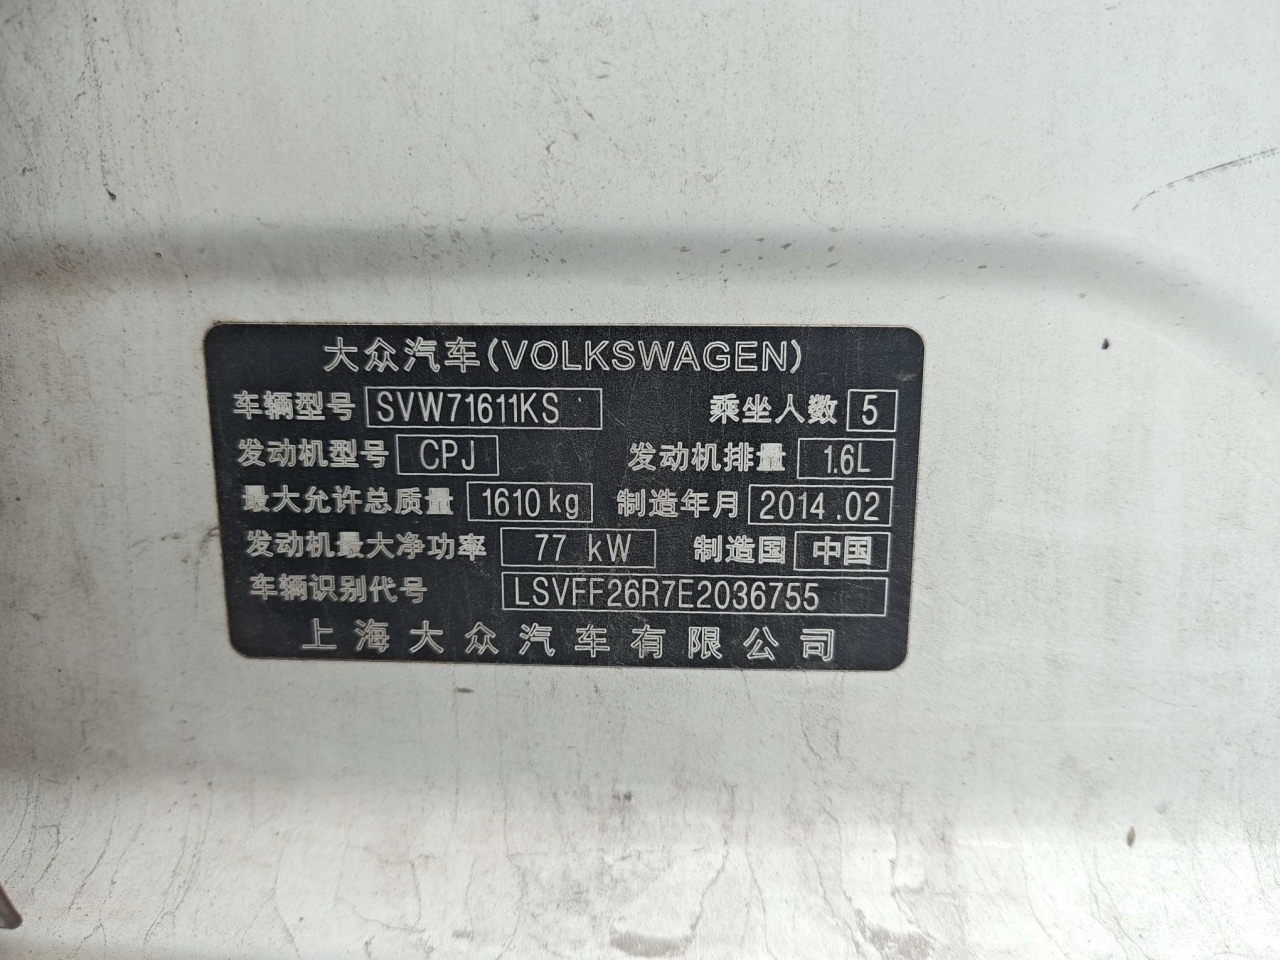 大众汽车(VOLKSWAGEN)
车辆型号 SVW71611KS 乘坐人数 5
发动机型号 CPJ 发动机排量 1.6L
最大允许总质量 1610kg 制造年月 2014.02
发动机最大净功率 77 kW 制造国 中国
车辆识别代号 LSVFF26R7E2036755
上海大众汽车有限公司